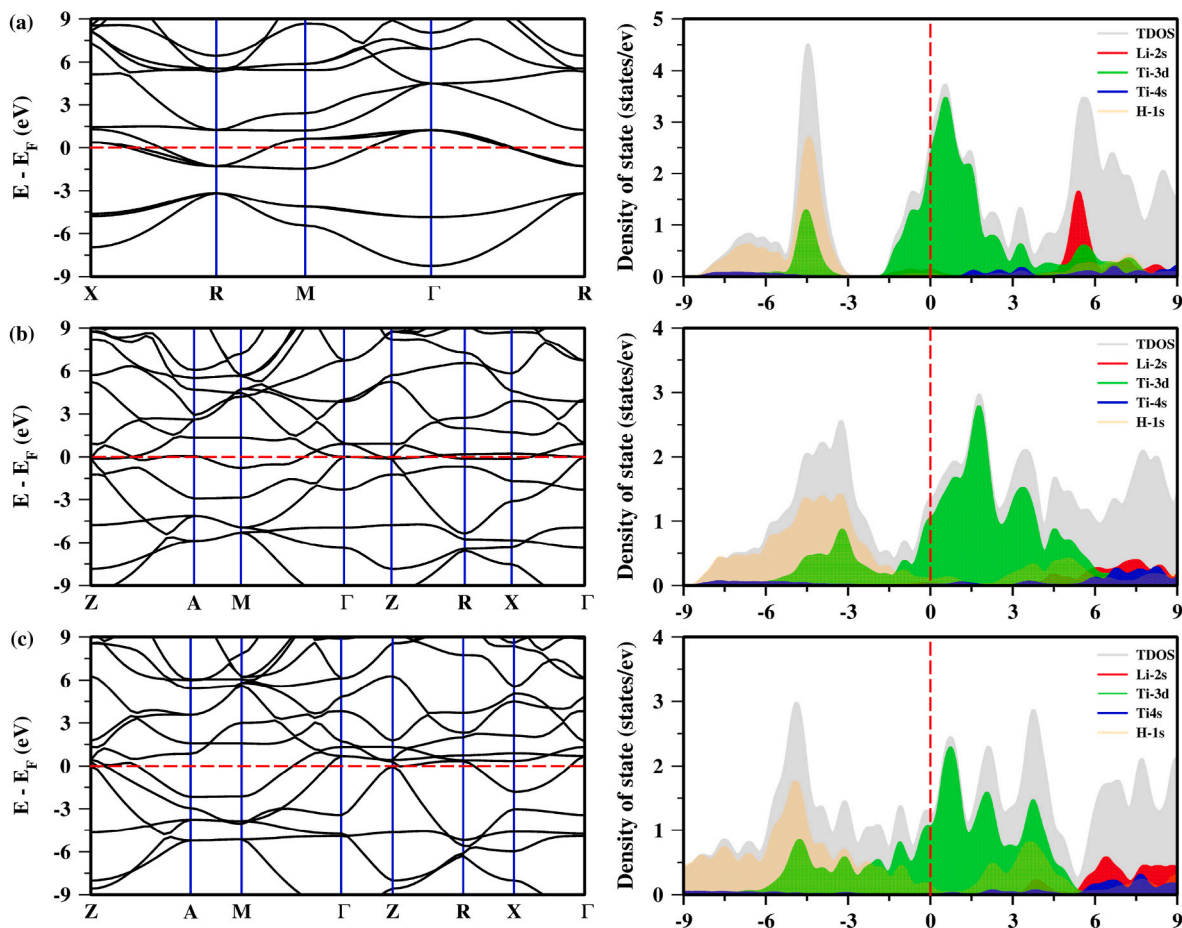 (a)
E - E_F (eV)
9
6
3
0
-3
-6
-9
X R M Γ R
Density of state (states/ev)
5
4
3
2
1
0
-9 -6 -3 0 3 6 9
TDOS
Li-2s
Ti-3d
Ti-4s
H-1s
(b)
E - E_F (eV)
9
6
3
0
-3
-6
-9
Z A M Γ Z R X Γ
Density of state (states/ev)
4
3
2
1
0
-9 -6 -3 0 3 6 9
TDOS
Li-2s
Ti-3d
Ti-4s
H-1s
(c)
E - E_F (eV)
9
6
3
0
-3
-6
-9
Z A M Γ Z R X Γ
Density of state (states/ev)
4
3
2
1
0
-9 -6 -3 0 3 6 9
TDOS
Li-2s
Ti-3d
Ti4s
H-1s